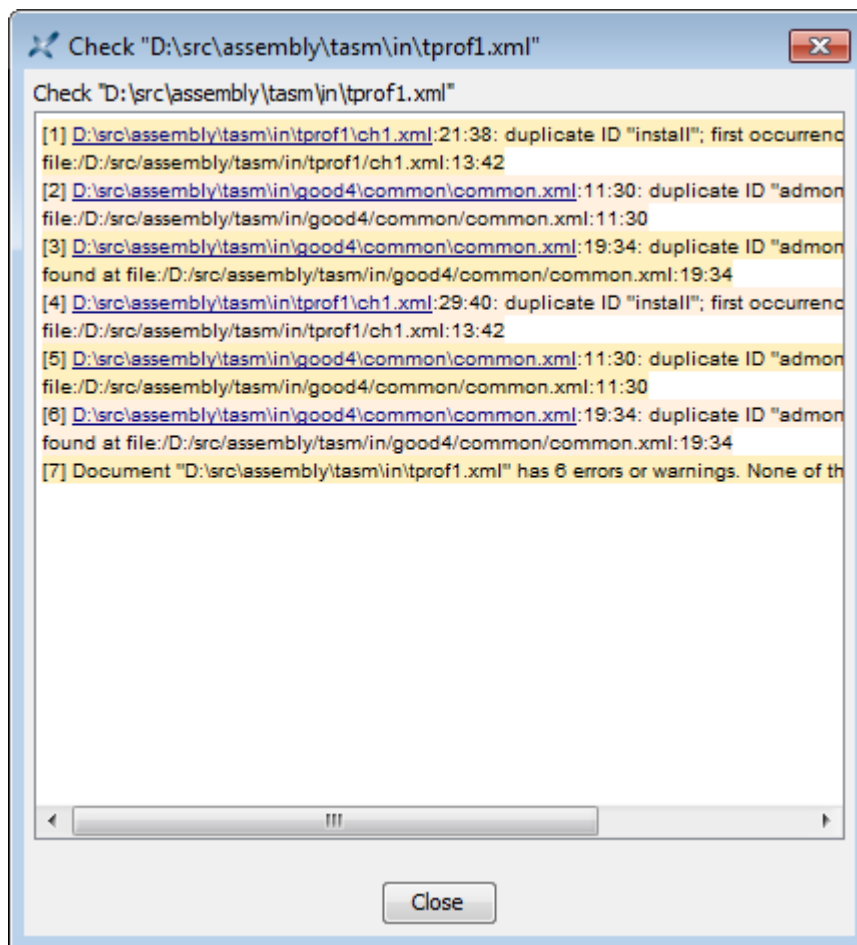 Check "D:\src\assembly\tasm\in\tprof1.xml"
Check "D:\src\assembly\tasm\in\tprof1.xml"
[1] D:\src\assembly\tasm\in\tprof1\ch1.xml:21:38: duplicate ID "install"; first occurrenc
file:/D:/src/assembly/tasm/in/tprof1/ch1.xml:13:42
[2] D:\src\assembly\tasm\in\good4\common\common.xml:11:30: duplicate ID "admon
file:/D:/src/assembly/tasm/in/good4/common/common.xml:11:30
[3] D:\src\assembly\tasm\in\good4\common\common.xml:19:34: duplicate ID "admon
found at file:/D:/src/assembly/tasm/in/good4/common/common.xml:19:34
[4] D:\src\assembly\tasm\in\tprof1\ch1.xml:29:40: duplicate ID "install"; first occurrenc
file:/D:/src/assembly/tasm/in/tprof1/ch1.xml:13:42
[5] D:\src\assembly\tasm\in\good4\common\common.xml:11:30: duplicate ID "admon
file:/D:/src/assembly/tasm/in/good4/common/common.xml:11:30
[6] D:\src\assembly\tasm\in\good4\common\common.xml:19:34: duplicate ID "admon
found at file:/D:/src/assembly/tasm/in/good4/common/common.xml:19:34
[7] Document "D:\src\assembly\tasm\in\tprof1.xml" has 6 errors or warnings. None of th
Close